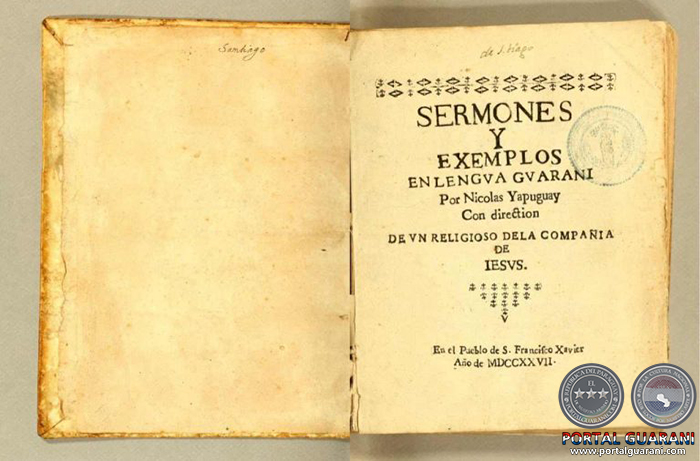 Santiago
de S.tiago
SERMONES
Y
EXEMPLOS
EN LENGVA GVARANI
Por Nicolas Yapuguay
Con direction
DE VN RELIGIOSO DELA COMPAÑIA
DE
IESVS.
En el Pueblo de S. Francisco Xavier
Año de MDCCXXVII.
PORTAL GUARANI
www.portalguarani.com